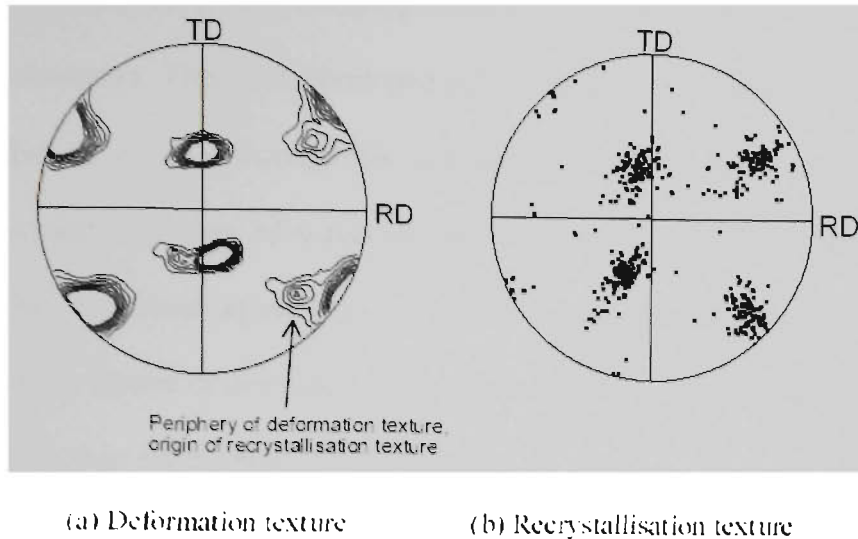 TD
TD
RD
RD
Periphery of deformation texture,
origin of recrystallisation texture
(a) Deformation texture
(b) Recrystallisation texture